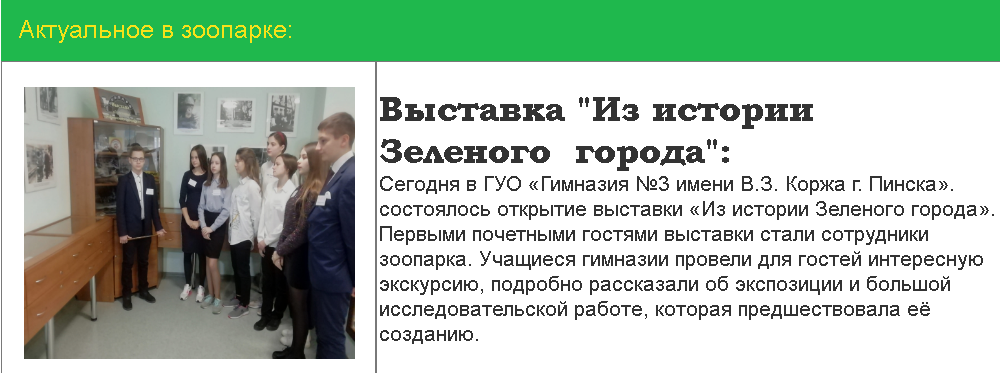 Актуальное в зоопарке:
Выставка "Из истории
Зеленого города":
Сегодня в ГУО «Гимназия №3 имени В.З. Коржа г. Пинска».
состоялось открытие выставки «Из истории Зеленого города».
Первыми почетными гостями выставки стали сотрудники
зоопарка. Учащиеся гимназии провели для гостей интересную
экскурсию, подробно рассказали об экспозиции и большой
исследовательской работе, которая предшествовала её
созданию.